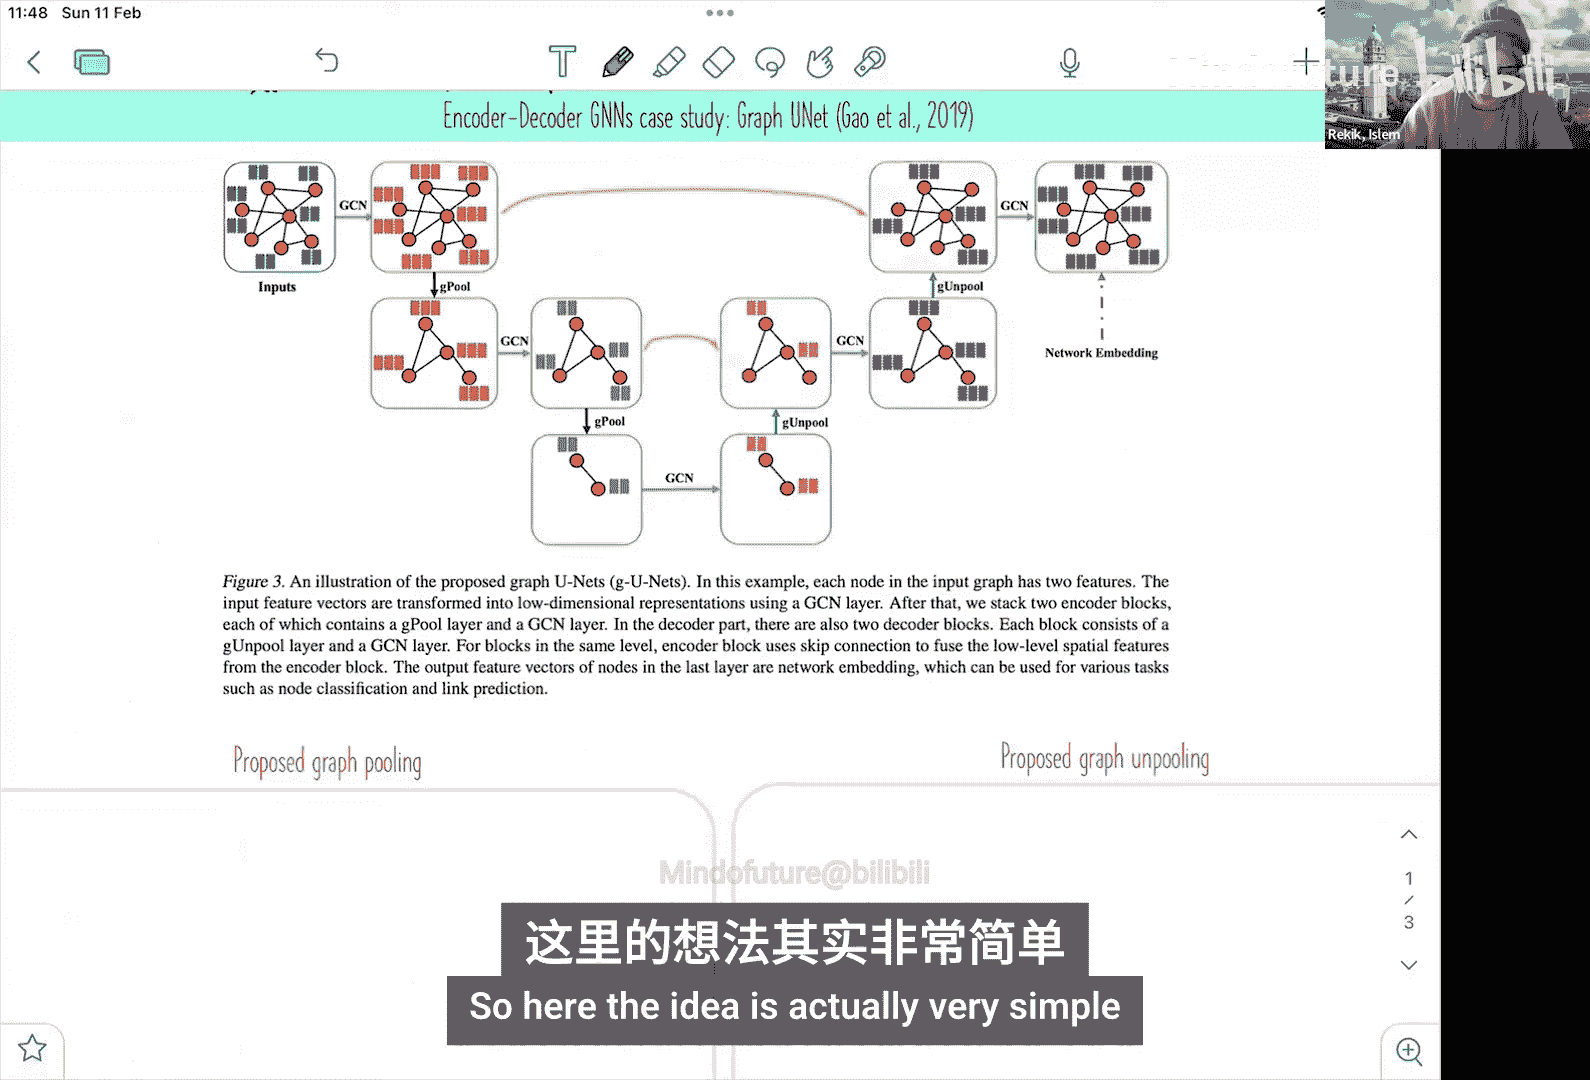 11:48 Sun 11 Feb
ture
bilibili
Rekik, Islem
Encoder-Decoder GNNs case study: Graph UNet (Gao et al., 2019)
GCN
GCN
Inputs
gPool
gUnpool
GCN
GCN
Network Embedding
gPool
gUnpool
GCN
Figure 3. An illustration of the proposed graph U-Nets (g-U-Nets). In this example, each node in the input graph has two features. The
input feature vectors are transformed into low-dimensional representations using a GCN layer. After that, we stack two encoder blocks,
each of which contains a gPool layer and a GCN layer. In the decoder part, there are also two decoder blocks. Each block consists of a
gUnpool layer and a GCN layer. For blocks in the same level, encoder block uses skip connection to fuse the low-level spatial features
from the encoder block. The output feature vectors of nodes in the last layer are network embedding, which can be used for various tasks
such as node classification and link prediction.
Proposed graph pooling
Proposed graph unpooling
1
/
3
Mindofuture@bilibili
这里的想法其实非常简单
So here the idea is actually very simple